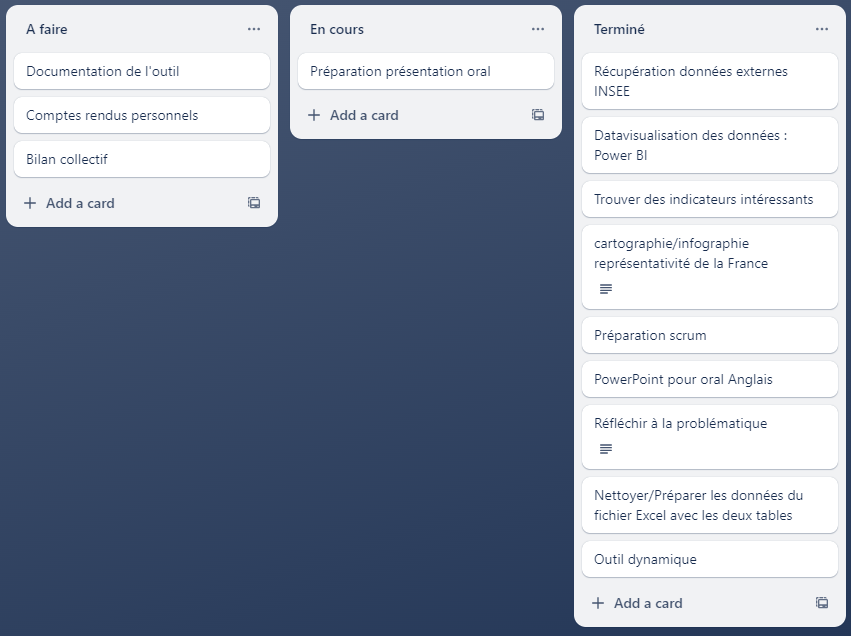 A faire
Documentation de l'outil
Comptes rendus personnels
Bilan collectif
Add a card
En cours
Préparation présentation oral
Add a card
Terminé
Récupération données externes
INSEE
Datavisualisation des données :
Power BI
Trouver des indicateurs intéressants
cartographie/infographie
représentativité de la France
Préparation scrum
PowerPoint pour oral Anglais
Réfléchir à la problématique
Nettoyer/Préparer les données du
fichier Excel avec les deux tables
Outil dynamique
Add a card